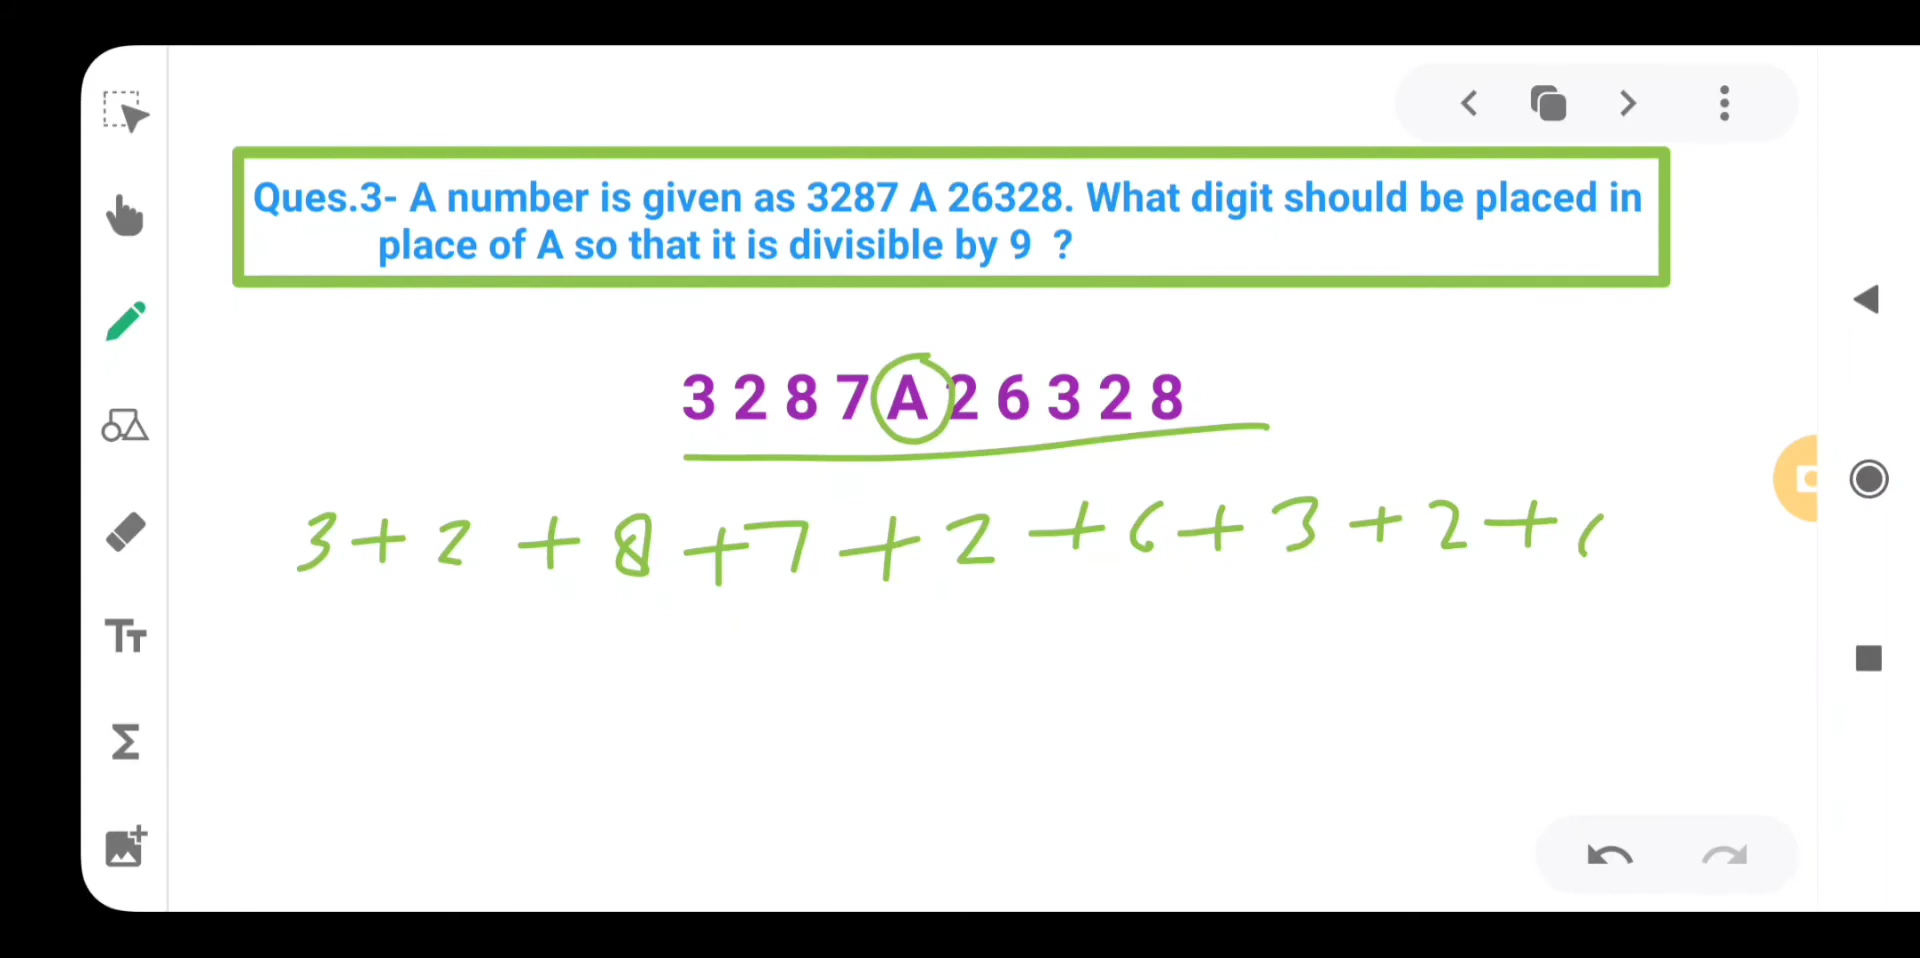 Ques.3- A number is given as 3287 A 26328. What digit should be placed in
place of A so that it is divisible by 9 ?
3 2 8 7 A 2 6 3 2 8
3 + 2 + 8 + 7 + 2 + 6 + 3 + 2 +
Tт
Σ